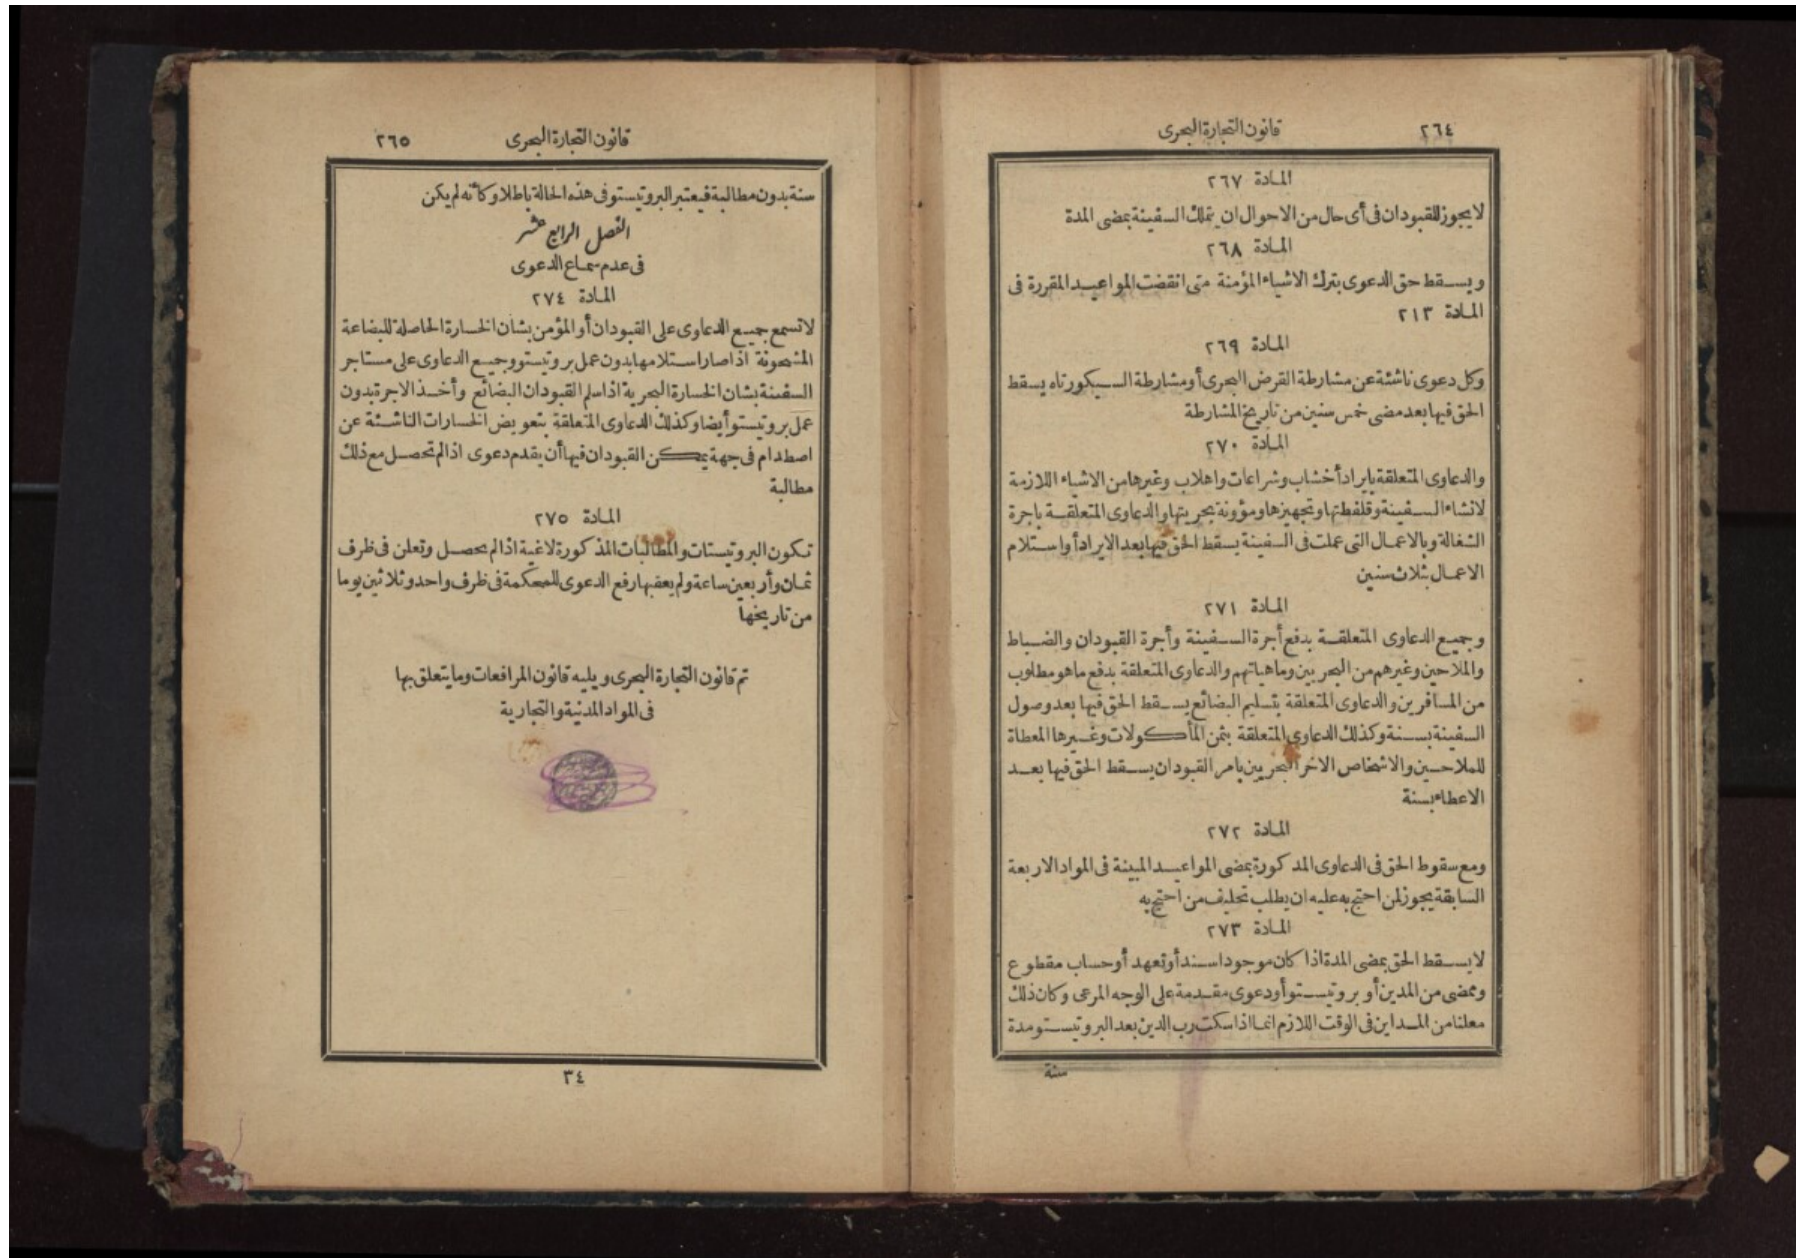 ٢٦٤
قانون التجارة البحرى
المادة ٢٦٧
لا يجوز للقبودان فى أى حال من الاحوال ان يتملك السفينة بمضى المدة
المادة ٢٦٨
ويسقط حق الدعوى بترك الاشياء المؤمنة متى انقضت المواعيد المقررة فى
المادة ٢١٣
المادة ٢٦٩
وكل دعوى ناشئة عن مشارطة القرض البحرى أو مشارطة السيكورتاه يسقط
الحق فيها بعد مضى خمس سنين من تاريخ المشارطة
المادة ٢٧٠
والدعاوى المتعلقة بايراد أخشاب وشراعات واهلاب وغيرها من الاشياء اللازمة
لانشاء السفينة وقلفطتها وتجهيزها ومؤونة بحريتها والدعاوى المتعلقة باجرة
الشغالة وبالاعمال التى عملت فى السفينة يسقط الحق فيها بعد الايراد أو استلام
الاعمال بثلاث سنين
المادة ٢٧١
وجميع الدعاوى المتعلقة بدفع أجرة السفينة وأجرة القبودان والضباط
والملاحين وغيرهم من البحريين وماهياتهم والدعاوى المتعلقة بدفع ما هو مطلوب
من المسافرين والدعاوى المتعلقة بتسليم البضائع يسقط الحق فيها بعد وصول
السفينة بسنة وكذلك الدعاوى المتعلقة بثمن المأكولات وغيرها المعطاة
للملاحين والاشخاص الاخر البحريين بامر القبودان يسقط الحق فيها بعد
الاعطاء بسنة
المادة ٢٧٢
ومع سقوط الحق فى الدعاوى المذكورة بمضى المواعيد المبينة فى المواد الاربعة
السابقة يجوز لمن احتج به عليه ان يطلب تحليف من احتج به
المادة ٢٧٣
لا يسقط الحق بمضى المدة اذا كان موجودا سند أو تعهد أو حساب مقطوع
وممضى من المدين أو بروتيستو أو دعوى مقدمة على الوجه المرعى وكان ذلك
معلنا من المداين فى الوقت اللازم انما اذا سكت رب الدين بعد البروتيستو مدة
سنة
قانون التجارة البحرى
٢٦٥
سنة بدون مطالبة فيعتبر البروتيستو فى هذه الحالة باطلا وكأنه لم يكن
الفصل الرابع عشر
فى عدم سماع الدعوى
المادة ٢٧٤
لا تسمع جميع الدعاوى على القبودان أو المؤمن بشان الخسارة الحاصلة للبضاعة
المشحونة اذا صار استلامها بدون عمل بروتيستو وجميع الدعاوى على مستاجر
السفينة بشان الخسارة البحرية اذا سلم القبودان البضائع وأخذ الاجرة بدون
عمل بروتيستو أيضا وكذلك الدعاوى المتعلقة بتعويض الخسارات الناشئة عن
اصطدام فى جهة يمكن القبودان فيها أن يقدم دعوى اذا لم تحصل مع ذلك
مطالبة
المادة ٢٧٥
تكون البروتيستات والمطالبات المذكورة لاغية اذا لم تحصل وتعلن فى ظرف
ثمان وأربعين ساعة ولم يعقبها رفع الدعوى للمحكمة فى ظرف واحد وثلاثين يوما
من تاريخها
تم قانون التجارة البحرى ويليه قانون المرافعات وما يتعلق بها
فى المواد المدنية والتجارية
٣٤